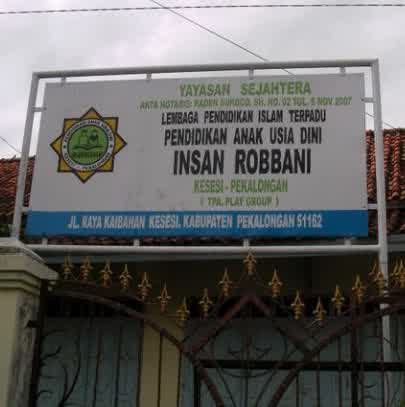 YAYASAN SEJAHTERA
AKTA NOTARIS: RADEN SUKOCO, SH. NO. 02 TGL. 5 NOV 2007
LEMBAGA PENDIDIKAN ISLAM TERPADU
PENDIDIKAN ANAK USIA DINI
INSAN ROBBANI
KESESI - PEKALONGAN
( TPA. PLAY GROUP )
JL. RAYA KAIBAHAN KESESI. KABUPATEN PEKALONGAN 51162